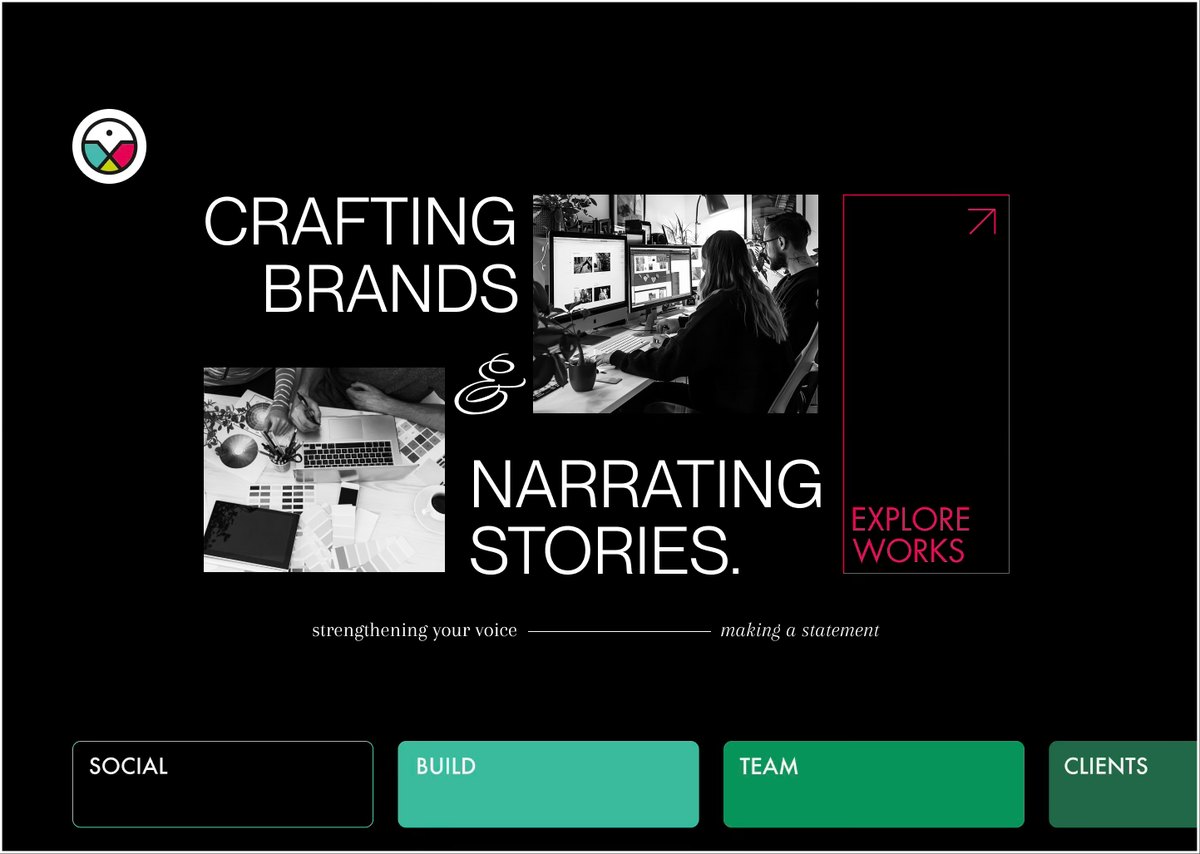 CRAFTING
BRANDS
&
NARRATING
STORIES.
EXPLORE
WORKS
strengthening your voice
making a statement
SOCIAL
BUILD
TEAM
CLIENTS